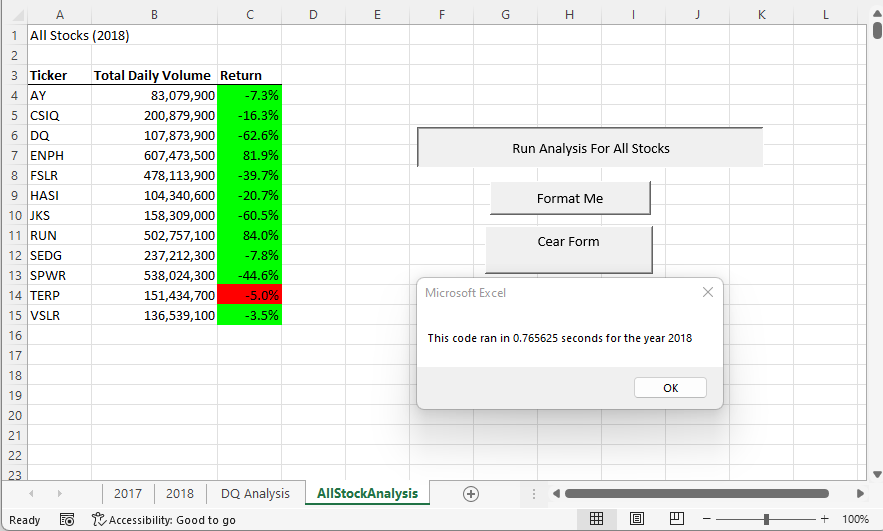 A B C D E F G H I J K L
1 All Stocks (2018)
2
3 Ticker Total Daily Volume Return
4 AY 83,079,900 -7.3%
5 CSIQ 200,879,900 -16.3%
6 DQ 107,873,900 -62.6%
7 ENPH 607,473,500 81.9%
8 FSLR 478,113,900 -39.7%
9 HASI 104,340,600 -20.7%
10 JKS 158,309,000 -60.5%
11 RUN 502,757,100 84.0%
12 SEDG 237,212,300 -7.8%
13 SPWR 538,024,300 -44.6%
14 TERP 151,434,700 -5.0%
15 VSLR 136,539,100 -3.5%
16
17
18
19
20
21
22
23
Run Analysis For All Stocks
Format Me
Cear Form
Microsoft Excel
This code ran in 0.765625 seconds for the year 2018
OK
2017 2018 DQ Analysis AllStockAnalysis
Ready Accessibility: Good to go 100%